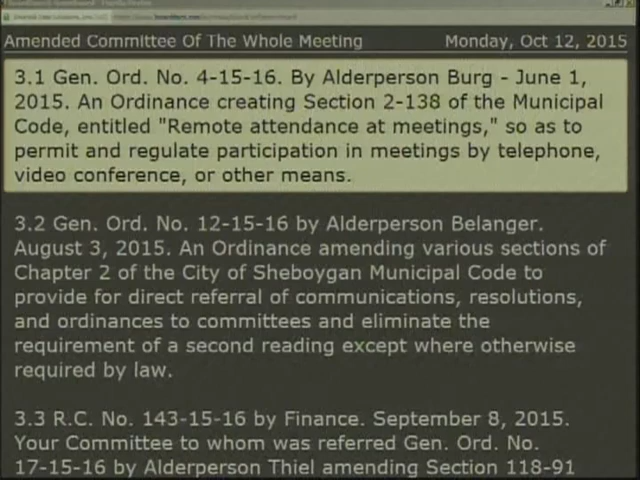 Amended Committee Of The Whole Meeting Monday, Oct 12, 2015
3.1 Gen. Ord. No. 4-15-16. By Alderperson Burg - June 1,
2015. An Ordinance creating Section 2-138 of the Municipal
Code, entitled "Remote attendance at meetings," so as to
permit and regulate participation in meetings by telephone,
video conference, or other means.
3.2 Gen. Ord. No. 12-15-16 by Alderperson Belanger.
August 3, 2015. An Ordinance amending various sections of
Chapter 2 of the City of Sheboygan Municipal Code to
provide for direct referral of communications, resolutions,
and ordinances to committees and eliminate the
requirement of a second reading except where otherwise
required by law.
3.3 R.C. No. 143-15-16 by Finance. September 8, 2015.
Your Committee to whom was referred Gen. Ord. No.
17-15-16 by Alderperson Thiel amending Section 118-91